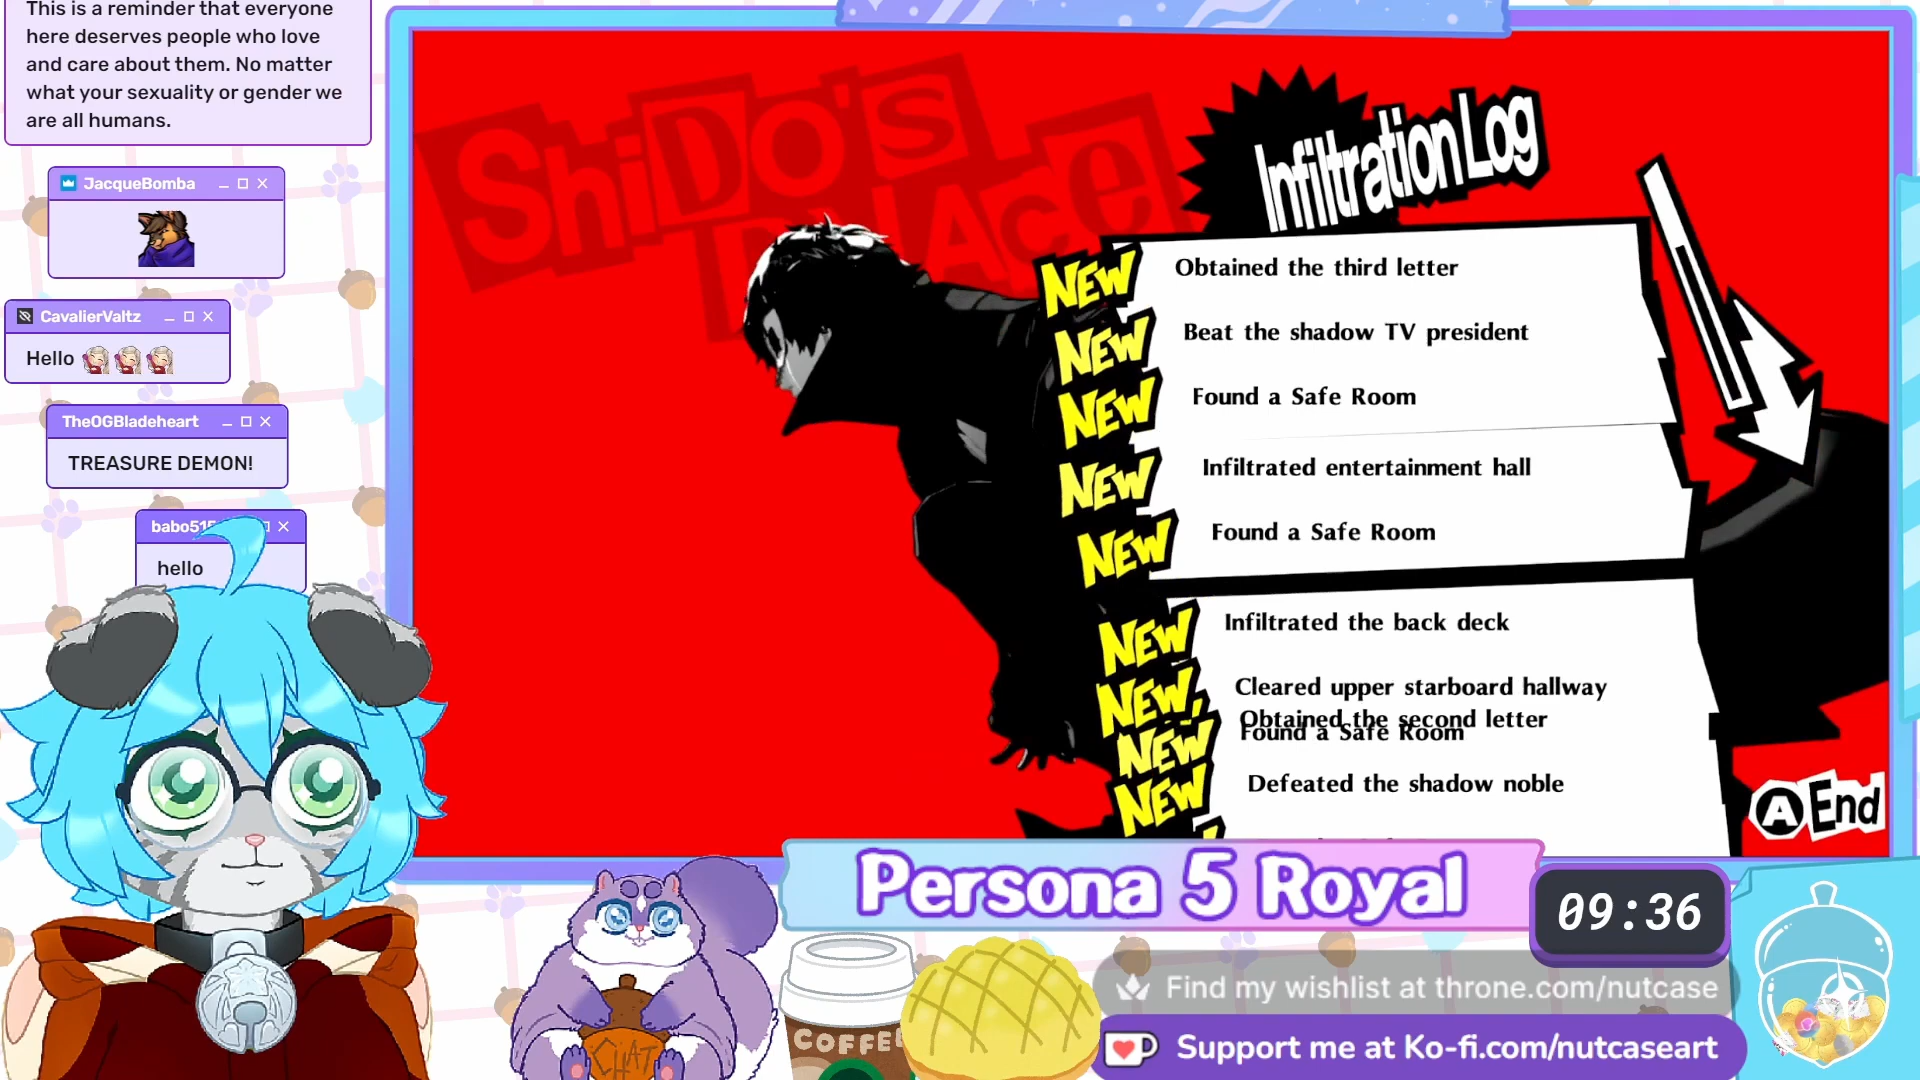 This is a reminder that everyone
here deserves people who love
and care about them. No matter
what your sexuality or gender we
are all humans.
JacqueBomba
CavalierValtz
Hello
TheOGBladeheart
TREASURE DEMON!
hello
ShiDo's
PALAce
Infiltration Log
NEW Obtained the third letter
NEW Beat the shadow TV president
NEW Found a Safe Room
NEW Infiltrated entertainment hall
NEW Found a Safe Room
NEW Infiltrated the back deck
NEW Cleared upper starboard hallway
Obtained the second letter
NEW Found a Safe Room
NEW Defeated the shadow noble
A End
Persona 5 Royal
09:36
Find my wishlist at throne.com/nutcase
Support me at Ko-fi.com/nutcaseart
COFFEE
CHAT